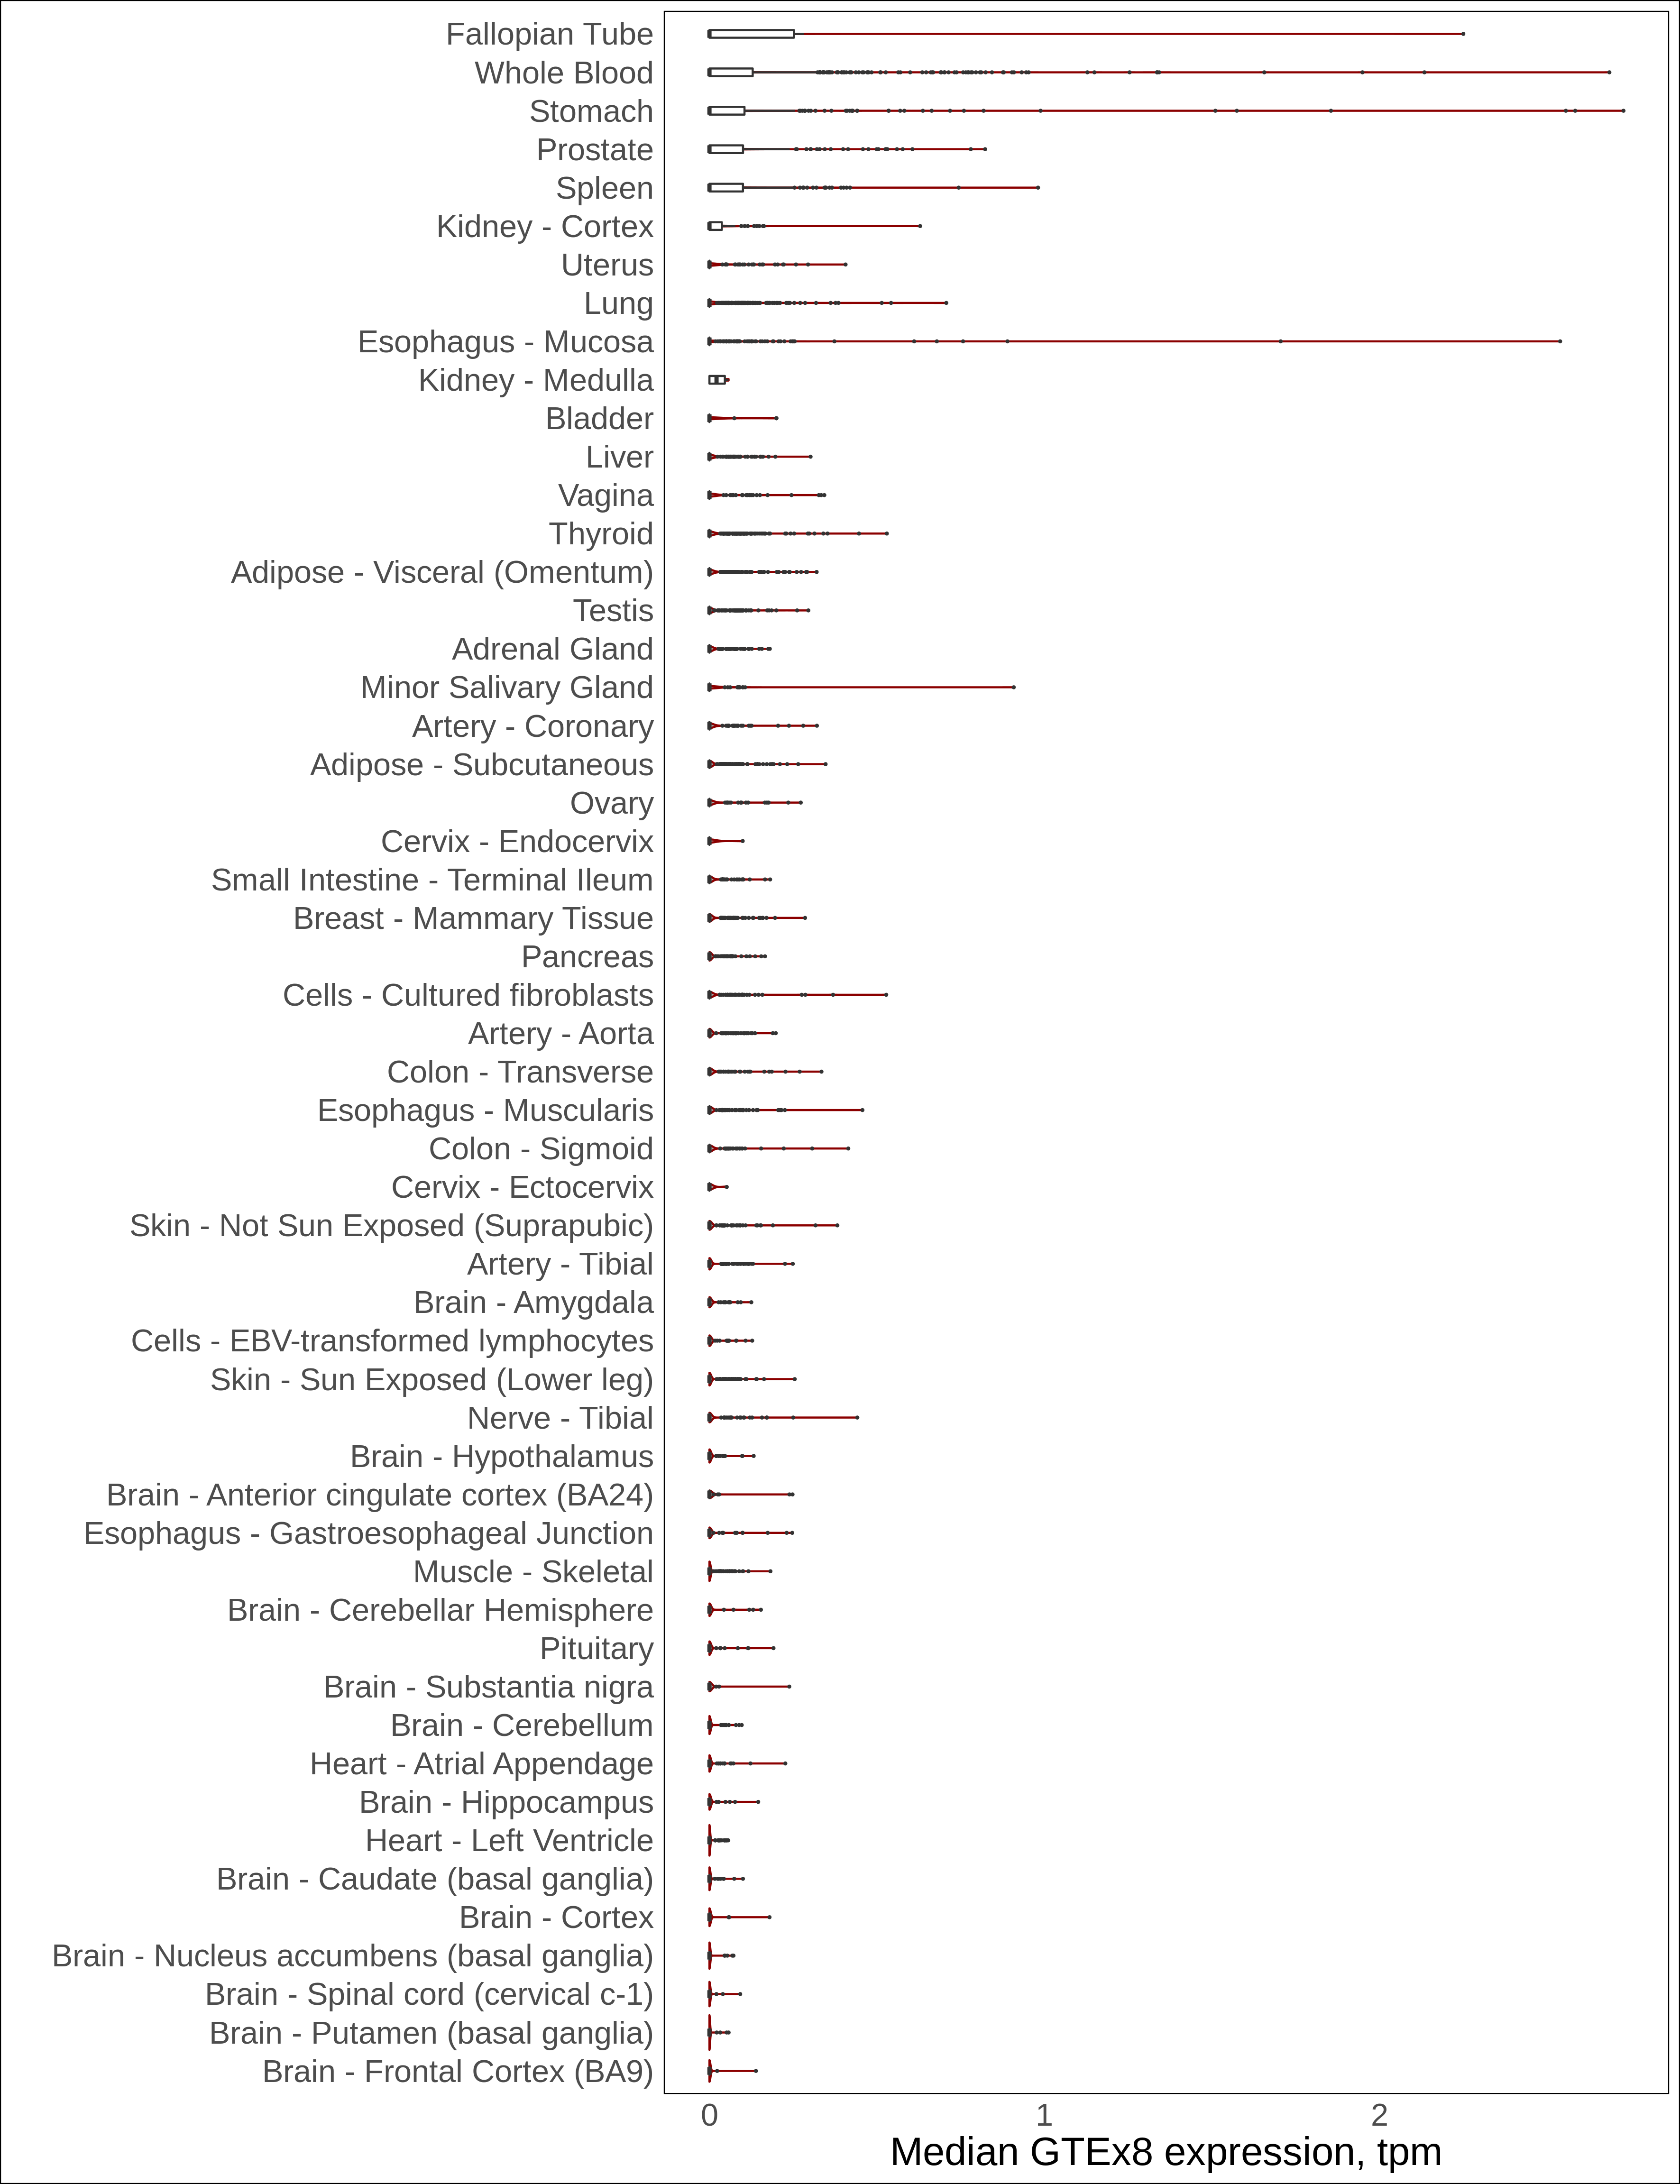 Fallopian Tube
Whole Blood
Stomach
Prostate
Spleen
Kidney - Cortex
Uterus
Lung
Esophagus - Mucosa
Kidney - Medulla
Bladder
Liver
Vagina
Thyroid
Adipose - Visceral (Omentum)
Testis
Adrenal Gland
Minor Salivary Gland
Artery - Coronary
Adipose - Subcutaneous
Ovary
Cervix - Endocervix
Small Intestine - Terminal Ileum
Breast - Mammary Tissue
Pancreas
Cells - Cultured fibroblasts
Artery - Aorta
Colon - Transverse
Esophagus - Muscularis
Colon - Sigmoid
Cervix - Ectocervix
Skin - Not Sun Exposed (Suprapubic)
Artery - Tibial
Brain - Amygdala
Cells - EBV-transformed lymphocytes
Skin - Sun Exposed (Lower leg)
Nerve - Tibial
Brain - Hypothalamus
Brain - Anterior cingulate cortex (BA24)
Esophagus - Gastroesophageal Junction
Muscle - Skeletal
Brain - Cerebellar Hemisphere
Pituitary
Brain - Substantia nigra
Brain - Cerebellum
Heart - Atrial Appendage
Brain - Hippocampus
Heart - Left Ventricle
Brain - Caudate (basal ganglia)
Brain - Cortex
Brain - Nucleus accumbens (basal ganglia)
Brain - Spinal cord (cervical c-1)
Brain - Putamen (basal ganglia)
Brain - Frontal Cortex (BA9)
0 1 2
Median GTEx8 expression, tpm